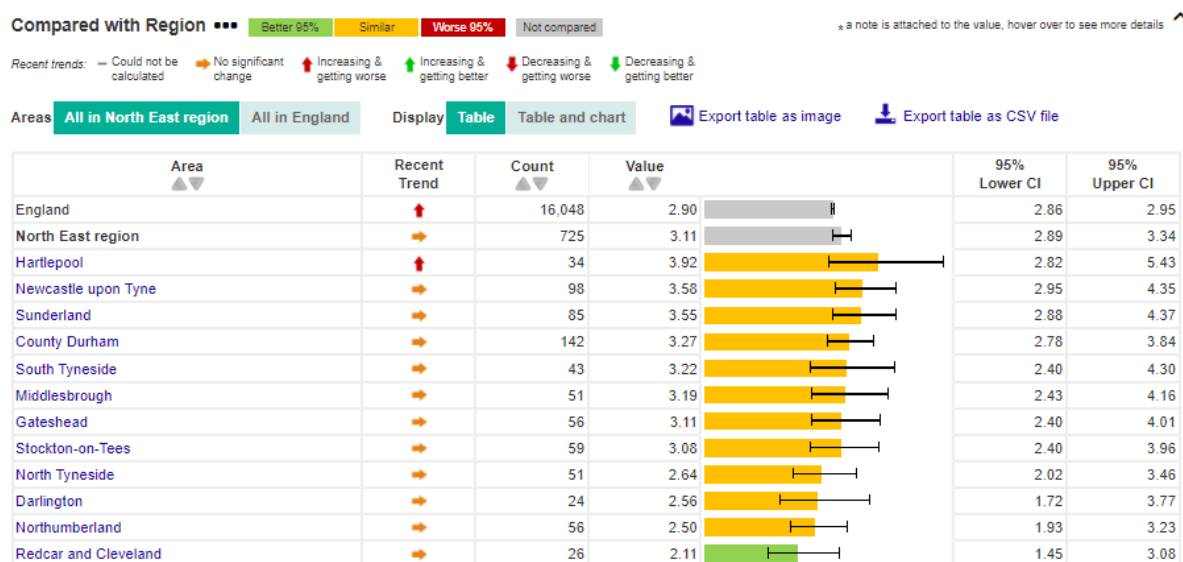 Compared with Region ●●● Better 95% Similar Worse 95% Not compared
* a note is attached to the value, hover over to see more details
Recent trends: – Could not be calculated No significant change Increasing & getting worse Increasing & getting better Decreasing & getting worse Decreasing & getting better
Areas All in North East region All in England Display Table Table and chart Export table as image Export table as CSV file
Area Recent Trend Count Value 95% Lower CI 95% Upper CI
England 16,048 2.90 2.86 2.95
North East region 725 3.11 2.89 3.34
Hartlepool 34 3.92 2.82 5.43
Newcastle upon Tyne 98 3.58 2.95 4.35
Sunderland 85 3.55 2.88 4.37
County Durham 142 3.27 2.78 3.84
South Tyneside 43 3.22 2.40 4.30
Middlesbrough 51 3.19 2.43 4.16
Gateshead 56 3.11 2.40 4.01
Stockton-on-Tees 59 3.08 2.40 3.96
North Tyneside 51 2.64 2.02 3.46
Darlington 24 2.56 1.72 3.77
Northumberland 56 2.50 1.93 3.23
Redcar and Cleveland 26 2.11 1.45 3.08